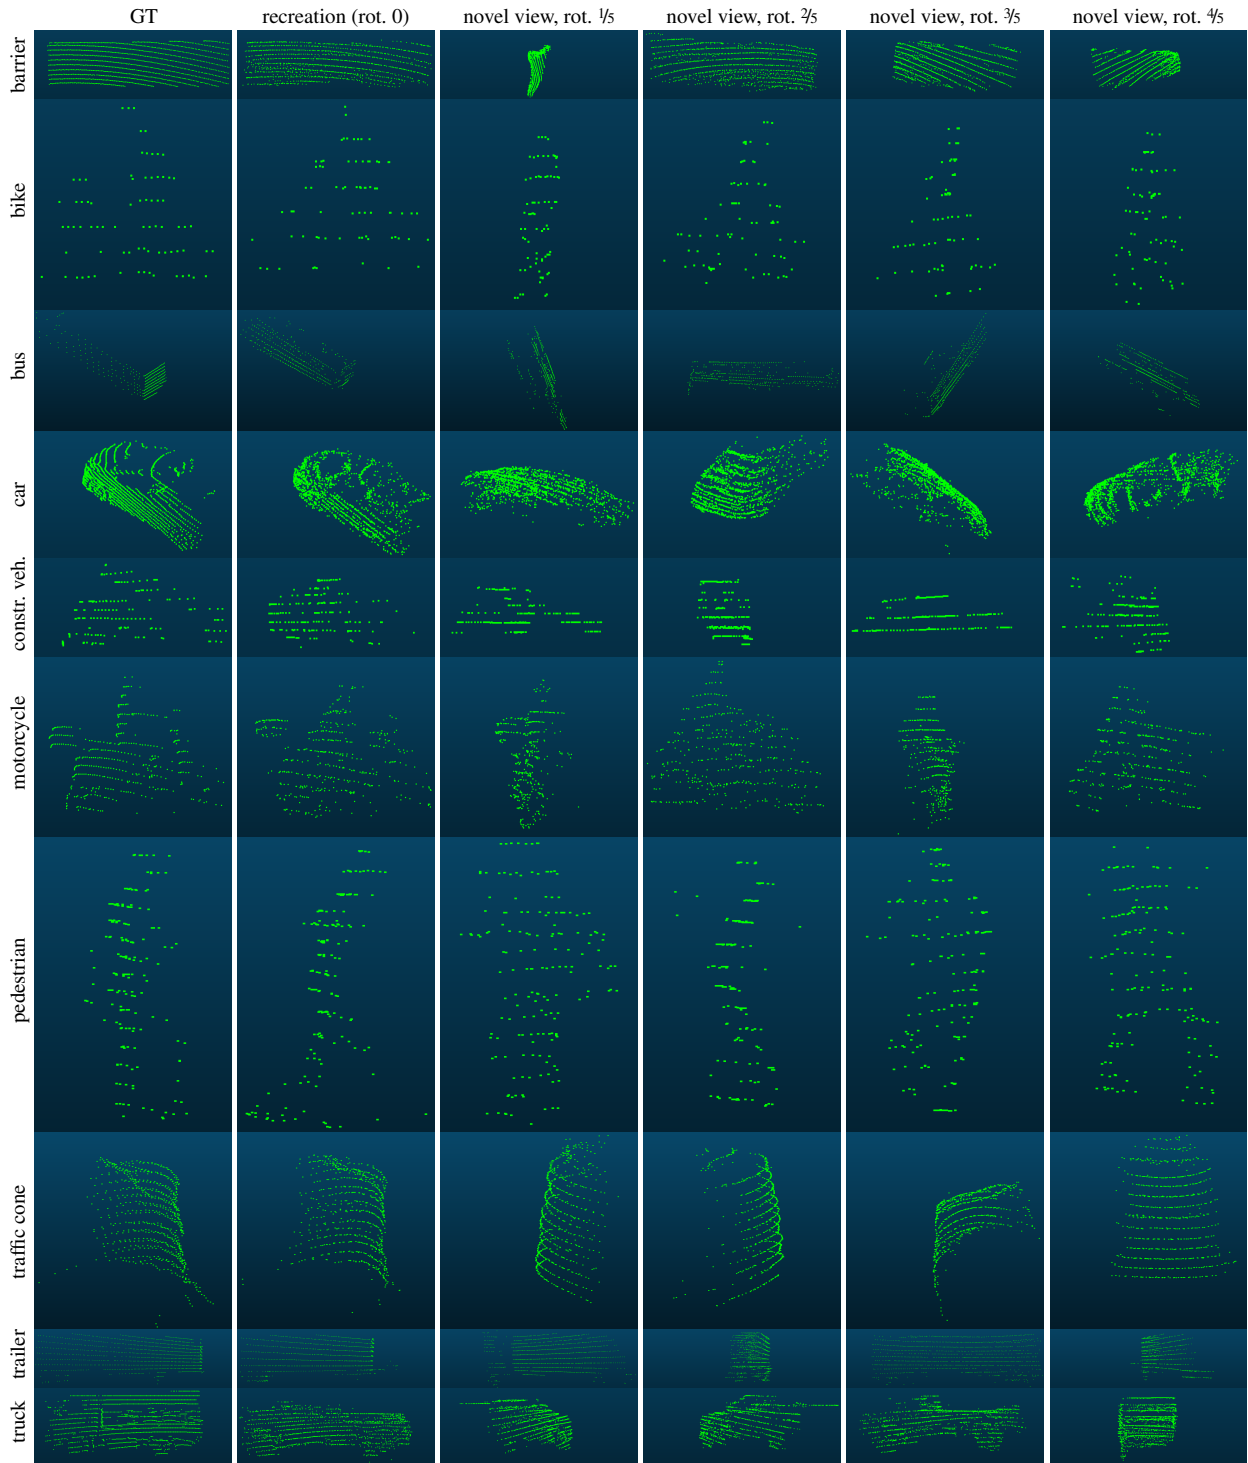 GT recreation (rot. 0) novel view, rot. 1/5 novel view, rot. 2/5 novel view, rot. 3/5 novel view, rot. 4/5
barrier
bike
bus
car
constr. veh.
motorcycle
pedestrian
traffic cone
trailer
truck